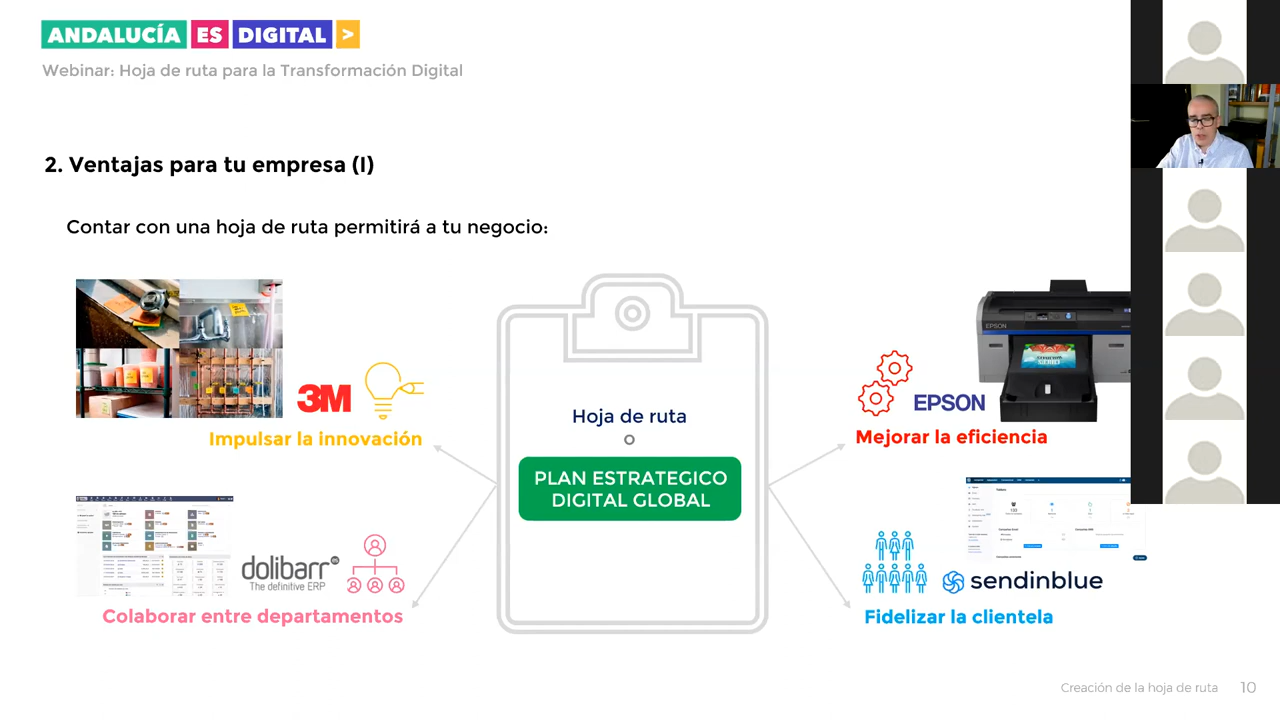 ANDALUCÍA ES DIGITAL >
Webinar: Hoja de ruta para la Transformación Digital
2. Ventajas para tu empresa (I)
Contar con una hoja de ruta permitirá a tu negocio:
3M
Impulsar la innovación
Hoja de ruta
o
PLAN ESTRATEGICO
DIGITAL GLOBAL
EPSON
EPSON
Mejorar la eficiencia
dolibarr
The definitive ERP
Colaborar entre departamentos
sendinblue
Fidelizar la clientela
Creación de la hoja de ruta 10